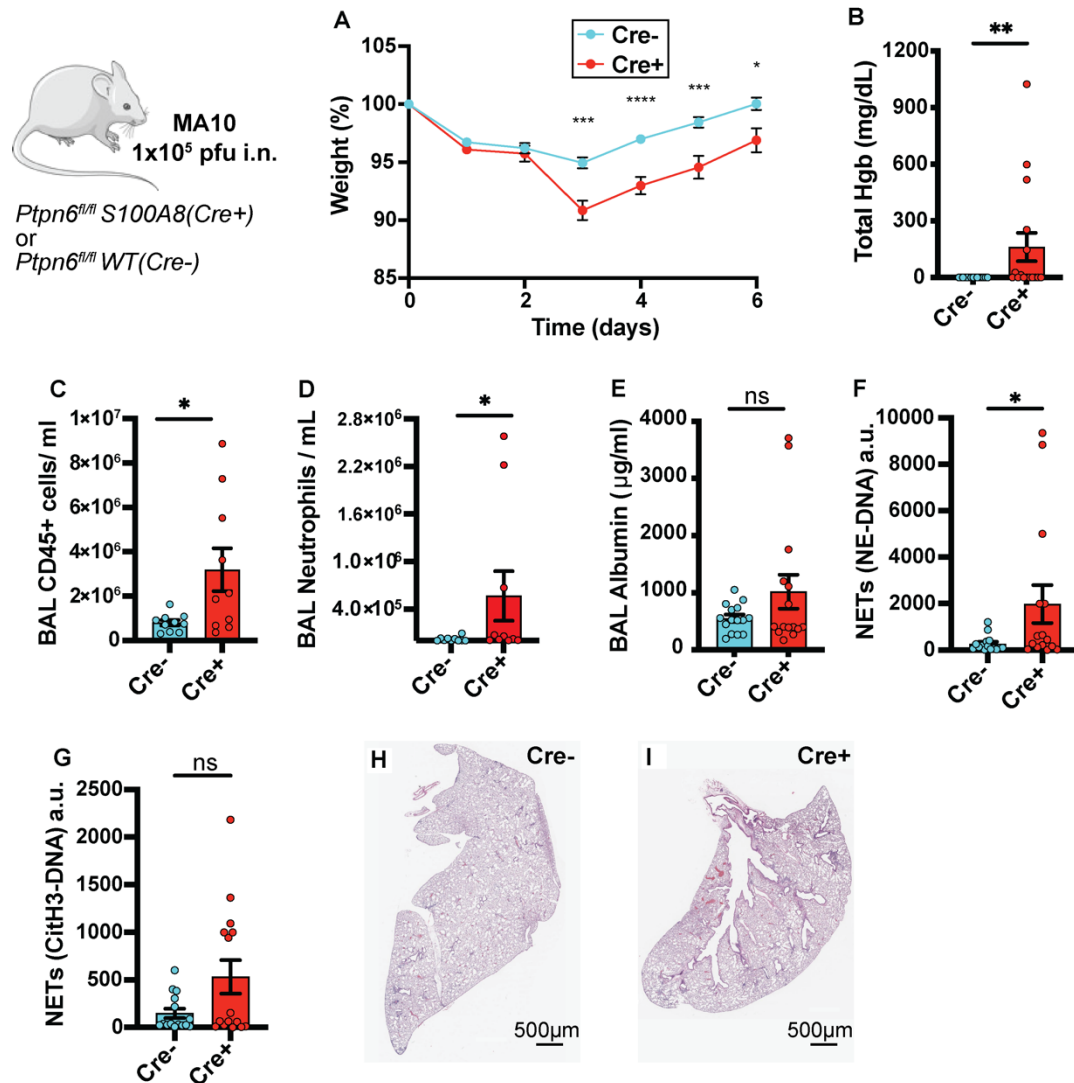 MA10
1x10⁵ pfu i.n.
Ptpn6fl/fl S100A8(Cre+)
or
Ptpn6fl/fl WT(Cre-)
A
105
100
95
90
85
Weight (%)
Cre-
Cre+
***
****
***
*
0
2
4
6
Time (days)
B
**
1200
900
600
300
0
Total Hgb (mg/dL)
Cre-
Cre+
C
*
1×10⁷
8×10⁶
6×10⁶
4×10⁶
2×10⁶
0
BAL CD45+ cells/ ml
Cre-
Cre+
D
*
2.8×10⁶
2.2×10⁶
1.6×10⁶
1.0×10⁶
4.0×10⁵
BAL Neutrophils / mL
Cre-
Cre+
E
ns
4000
3000
2000
1000
0
BAL Albumin (µg/ml)
Cre-
Cre+
F
*
10000
8000
6000
4000
2000
0
NETs (NE-DNA) a.u.
Cre-
Cre+
G
ns
2500
2000
1500
1000
500
0
NETs (CitH3-DNA) a.u.
Cre-
Cre+
H
Cre-
500µm
I
Cre+
500µm